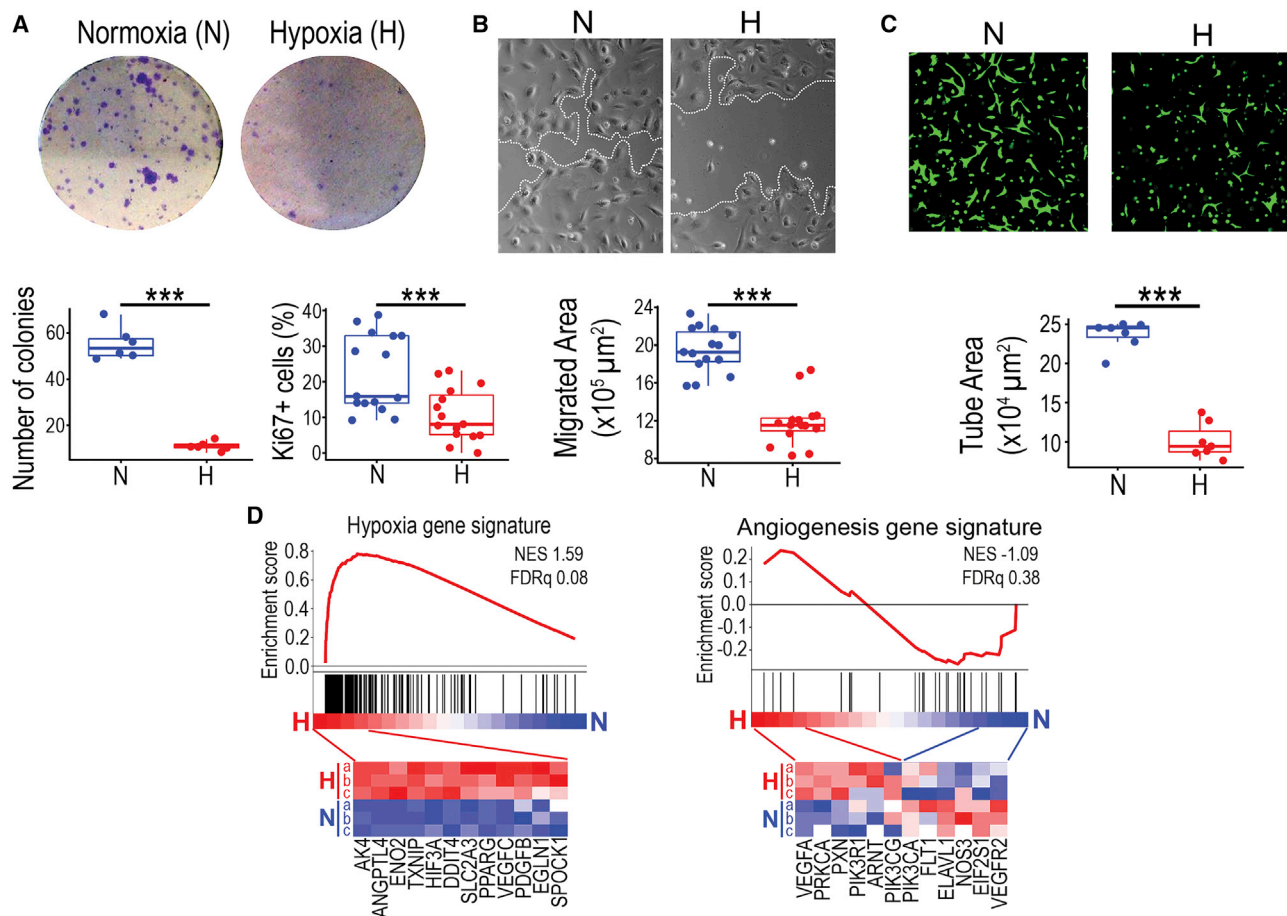 A
Normoxia (N)
Hypoxia (H)
B
N
H
C
N
H
Number of colonies
60
40
20
***
N
H
Ki67+ cells (%)
40
30
20
10
0
***
N
H
Migrated Area
(x10⁵ µm²)
24
20
16
12
8
***
N
H
Tube Area
(x10⁴ µm²)
25
20
15
10
***
N
H
D
Hypoxia gene signature
NES 1.59
FDRq 0.08
Enrichment score
0.8
0.6
0.4
0.2
0.0
H
N
H
a
b
c
N
a
b
c
AK4
ANGPTL4
ENO2
TXNIP
HIF3A
DDIT4
SLC2A3
PPARG
VEGFC
PDGFB
EGLN1
SPOCK1
Angiogenesis gene signature
NES -1.09
FDRq 0.38
Enrichment score
0.2
0.0
-0.2
H
N
H
a
b
c
N
a
b
c
VEGFA
PRKCA
PXN
PIK3R1
ARNT
PIK3CG
PIK3CA
FLT1
ELAVL1
NOS3
EIF2S1
VEGFR2